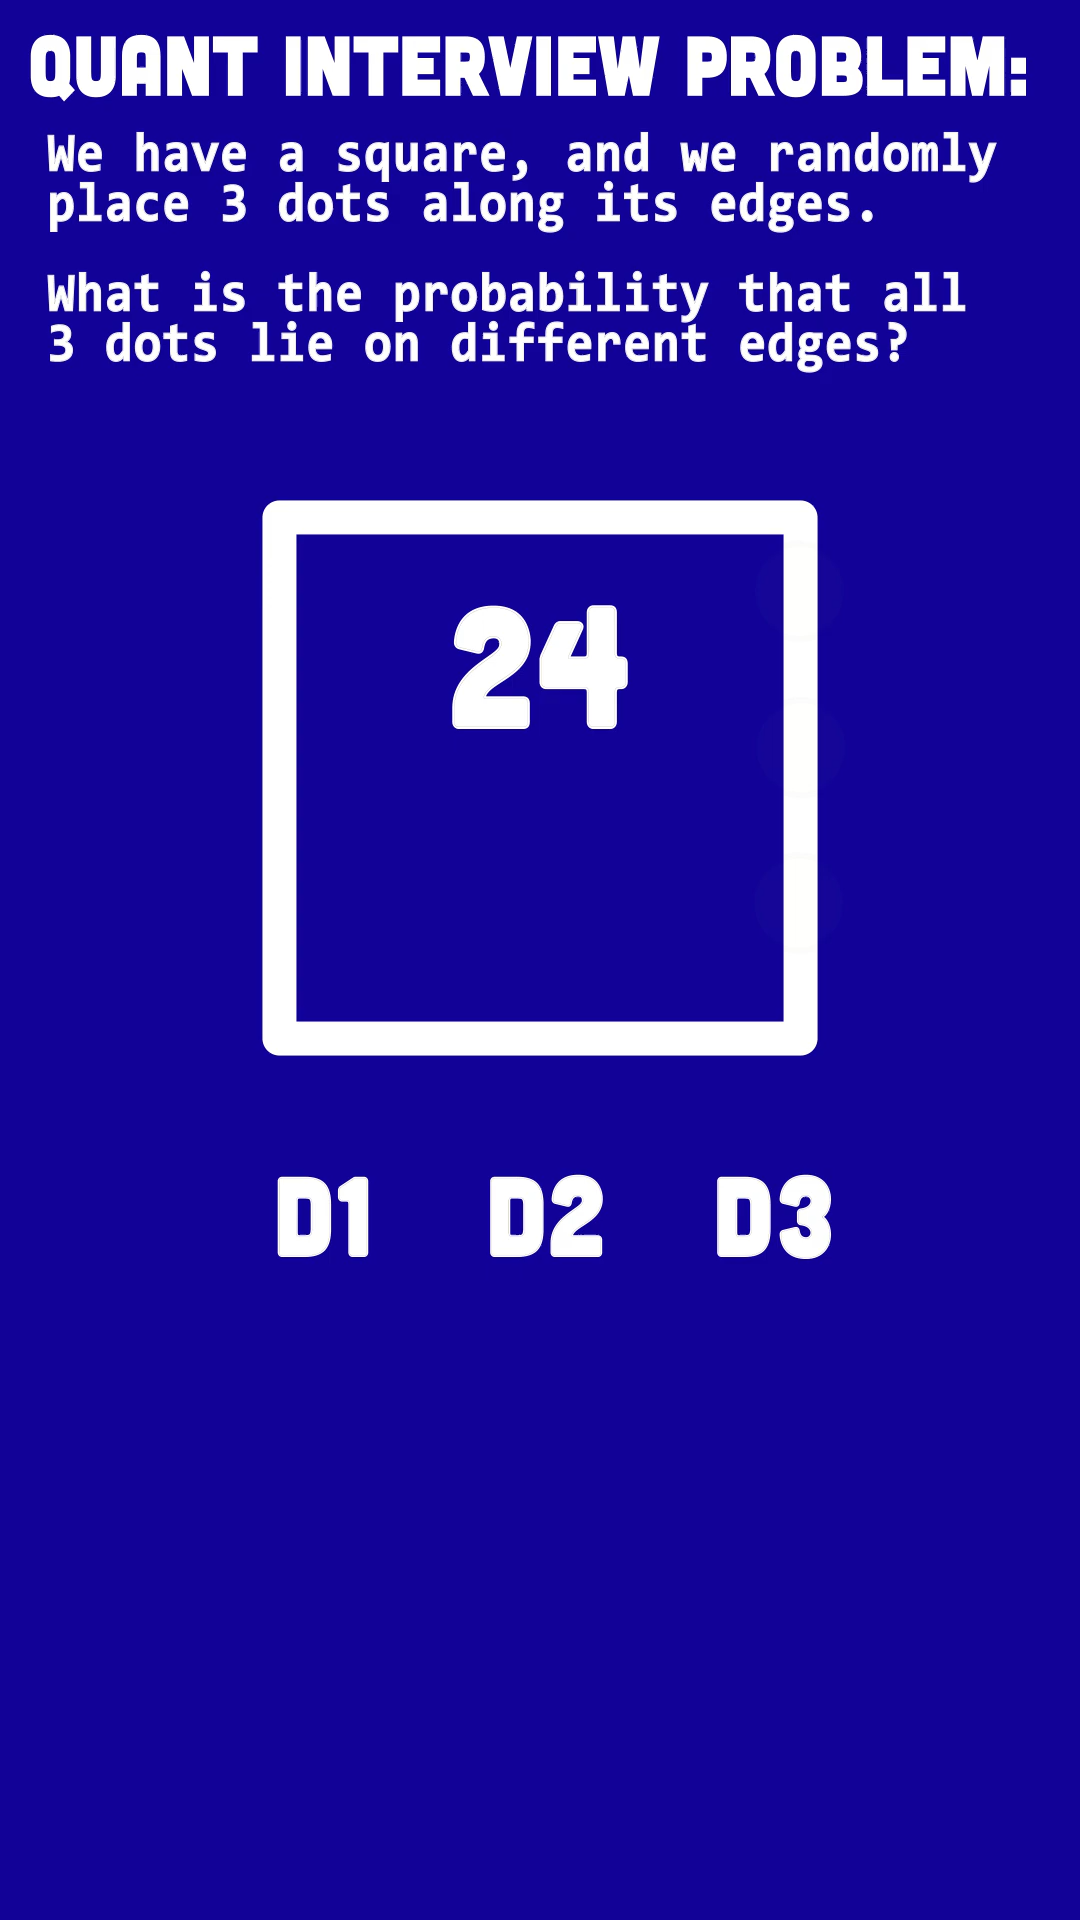 QUANT INTERVIEW PROBLEM:
We have a square, and we randomly
place 3 dots along its edges.
What is the probability that all
3 dots lie on different edges?
24
D1 D2 D3